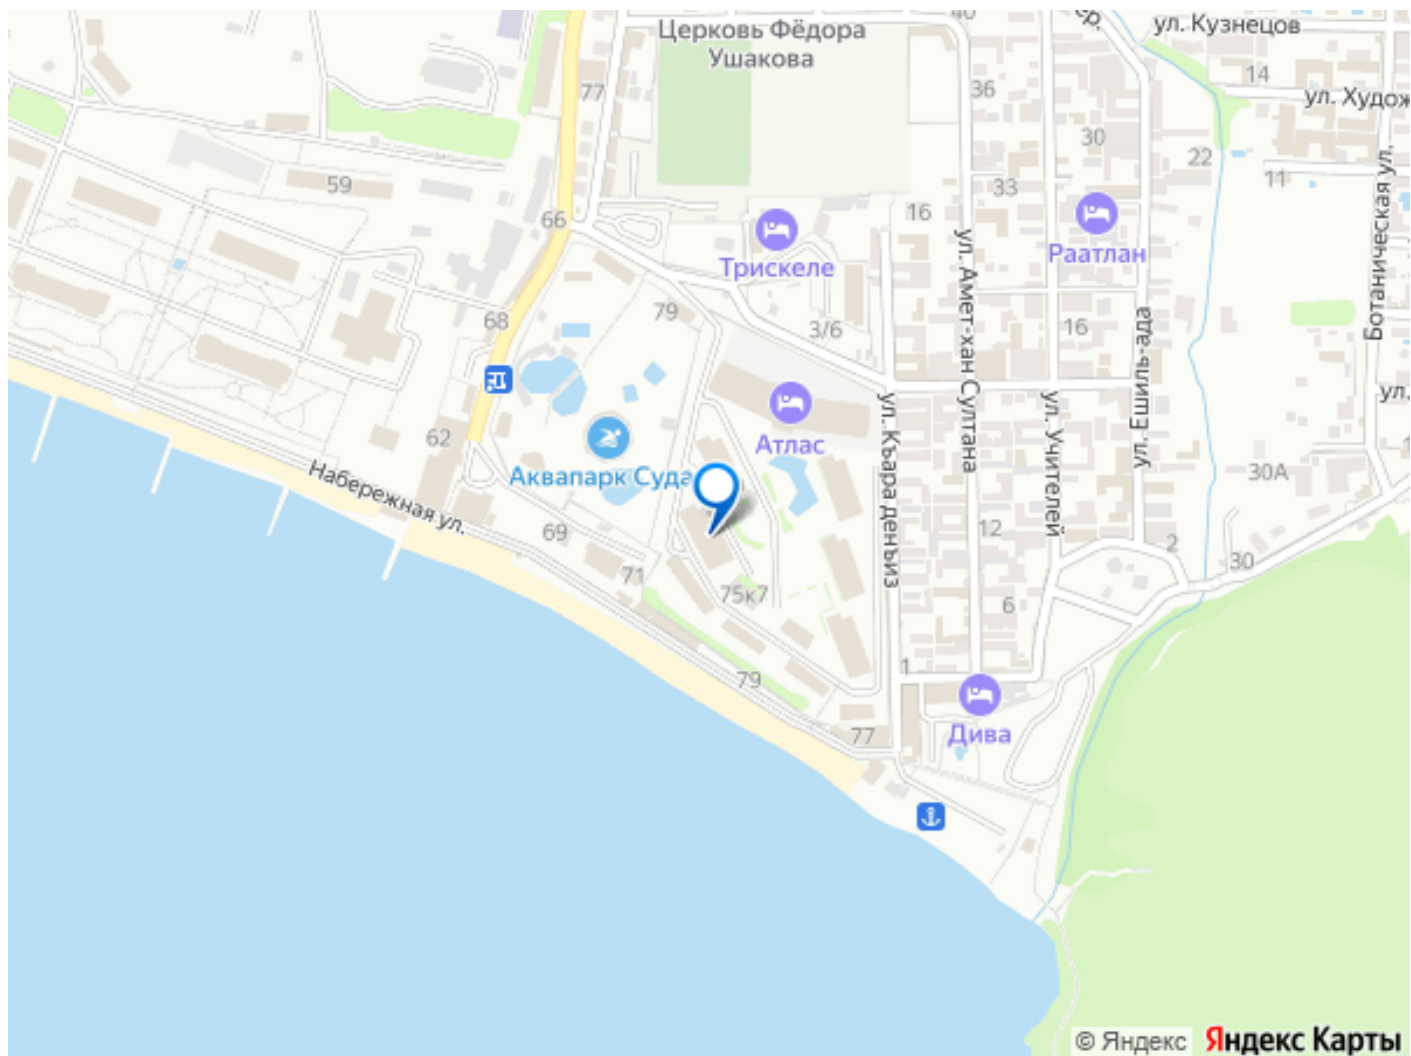 Церковь Фёдора
Ушакова
40
ул. Кузнецов
77
36
14
ул. Худож
30
22
59
33
11
16
66
Ботаническая ул.
Трискеле
Раатлан
ул. Амет-хан Султана
79
3/6
68
16
ул. Ешиль-ада
ул.
ул. Къара денъиз
ул. Учителей
62
Атлас
Аквапарк Суда
30А
Набережная ул.
69
12
2
30
71
75к7
6
1
79
77
Дива
© Яндекс
Яндекс Карты